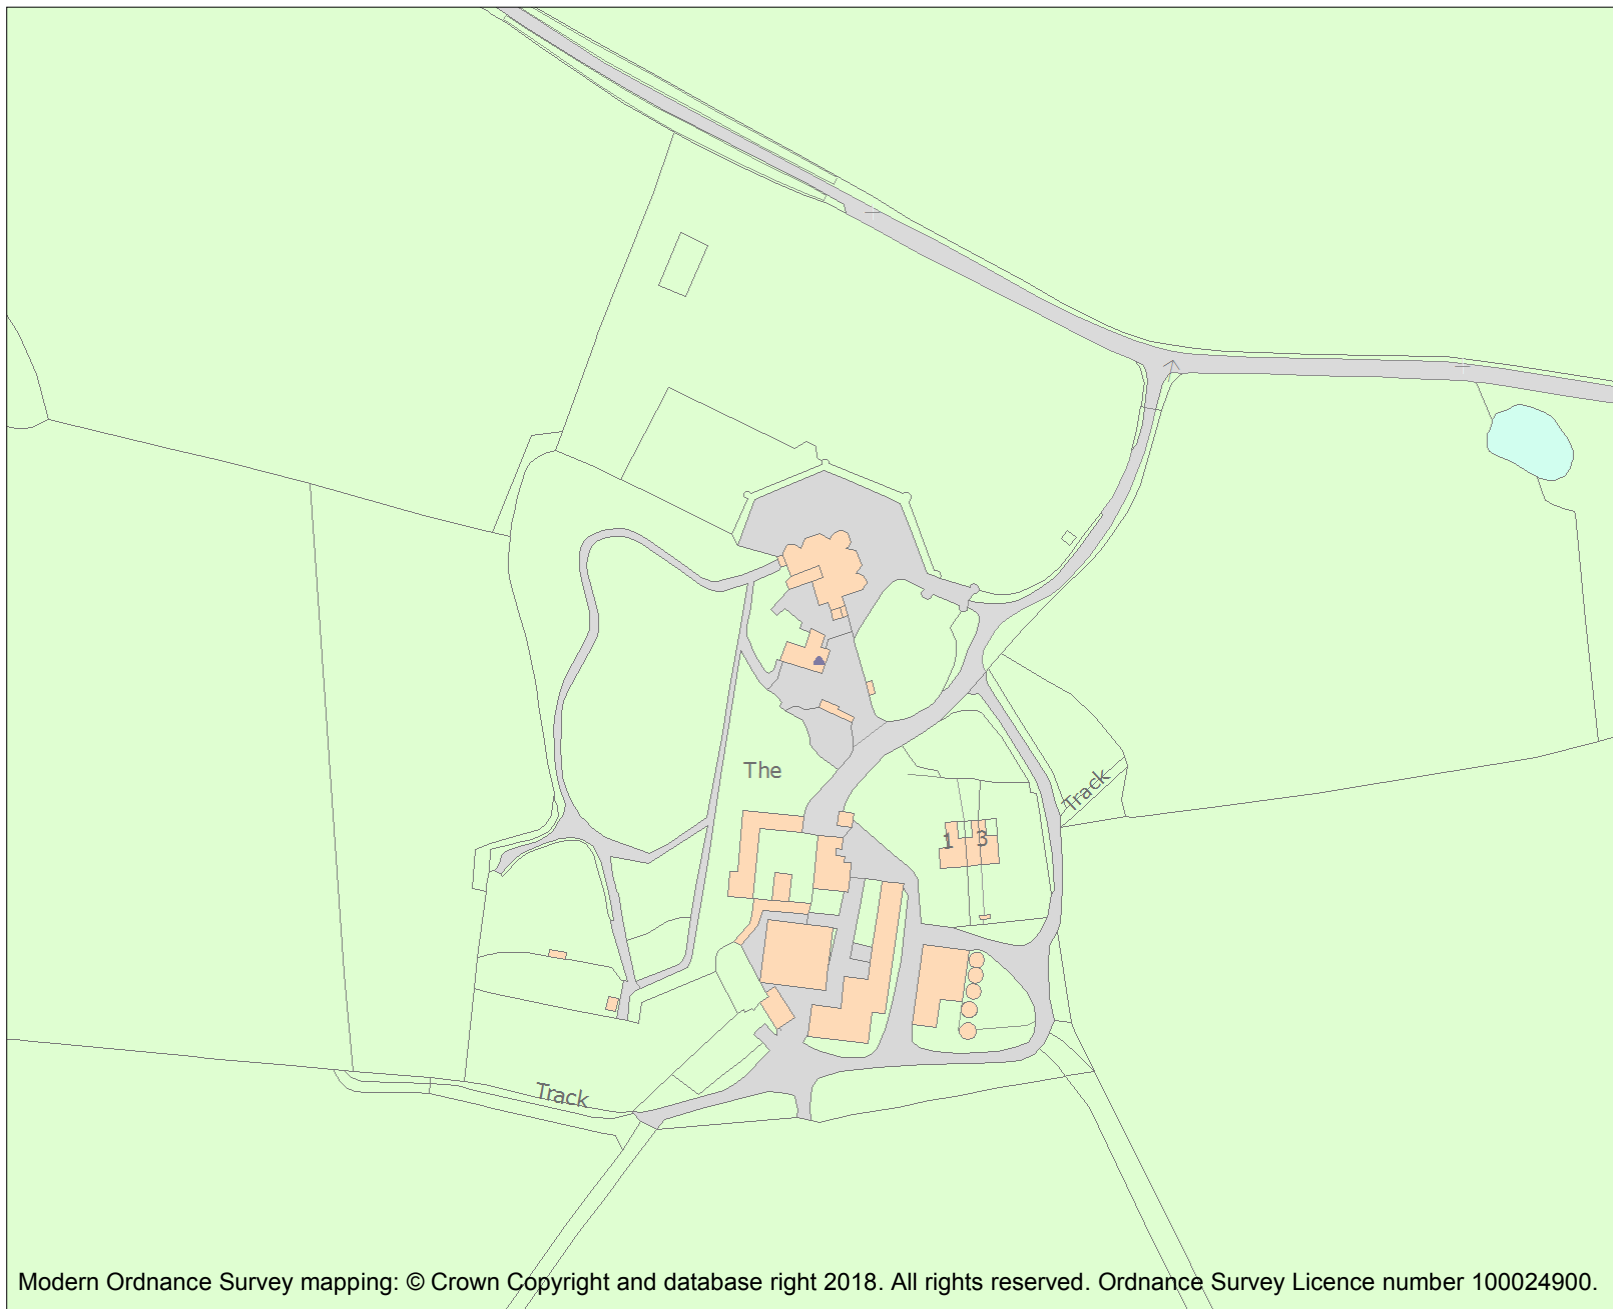 The
Track
1 3
Track
Modern Ordnance Survey mapping: © Crown Copyright and database right 2018. All rights reserved. Ordnance Survey Licence number 100024900.